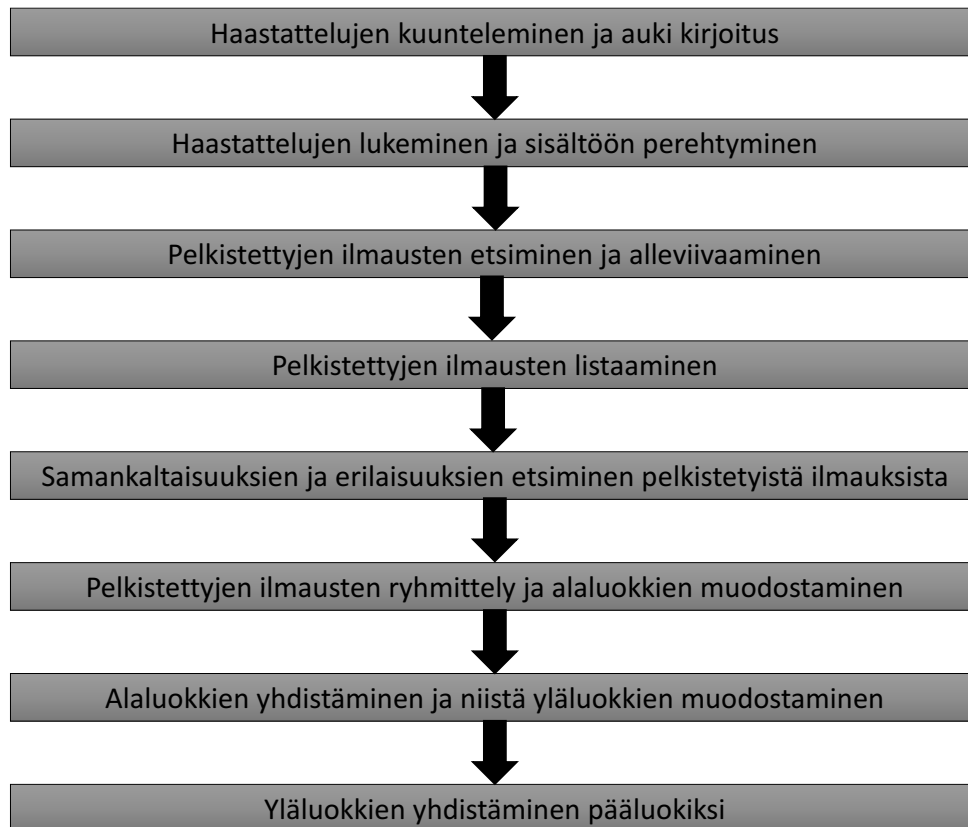 Haastattelujen kuunteleminen ja auki kirjoitus
Haastattelujen lukeminen ja sisältöön perehtyminen
Pelkistettyjen ilmausten etsiminen ja alleviivaaminen
Pelkistettyjen ilmausten listaaminen
Samankaltaisuuksien ja erilaisuuksien etsiminen pelkistetyistä ilmauksista
Pelkistettyjen ilmausten ryhmittely ja alaluokkien muodostaminen
Alaluokkien yhdistäminen ja niistä yläluokkien muodostaminen
Yläluokkien yhdistäminen pääluokiksi